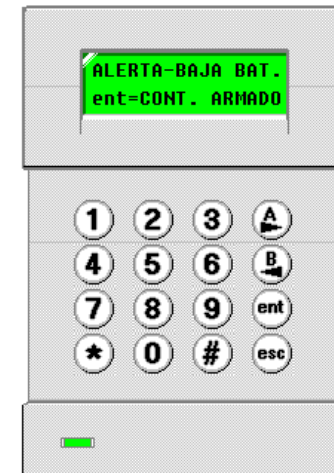 ALERTA-BAJA BAT.
ent=CONT. ARMADO
1 2 3 A
4 5 6 B
7 8 9 ent
* 0 # esc